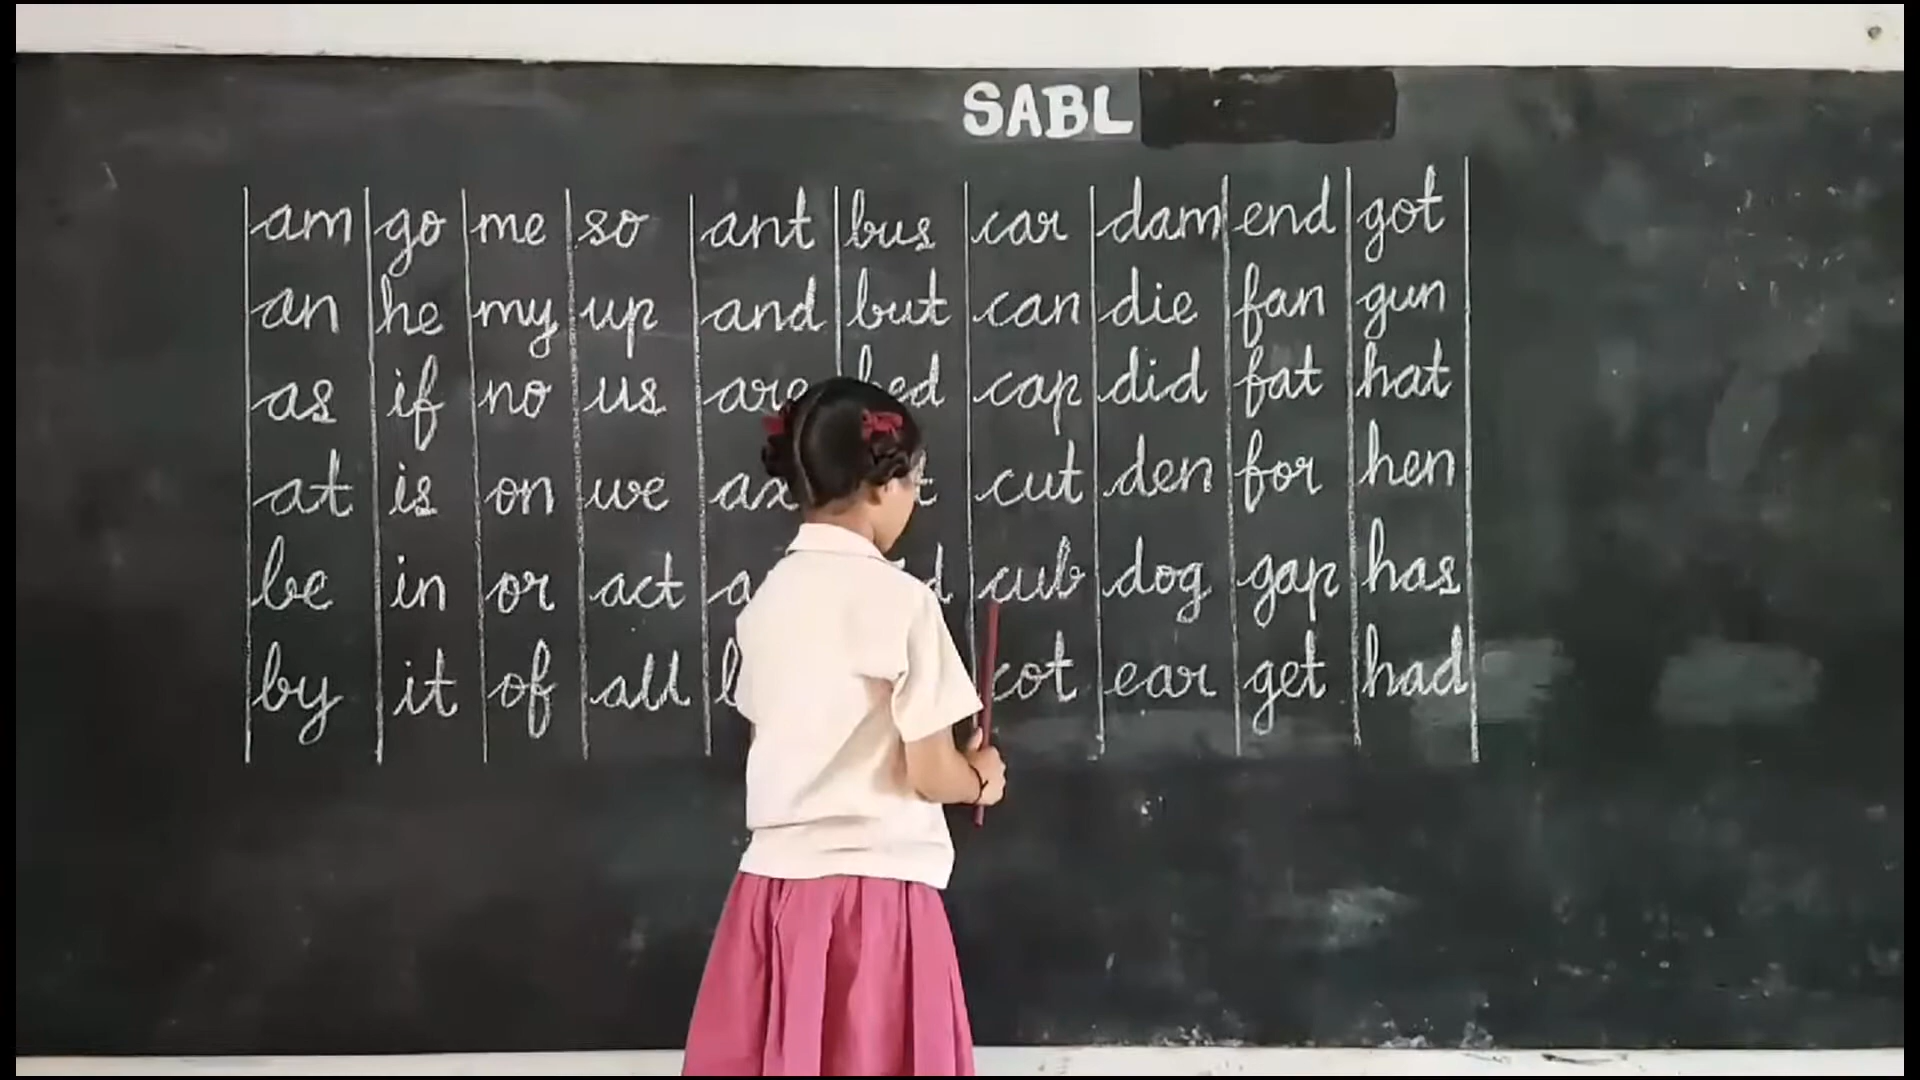 SABL
am go me so ant bus car dam end got
an he my up and but can die fan gun
as if no us are bed cap did fat hat
at is on we cut den for hen
be in or act cub dog gap has
by it of all cot ear get had